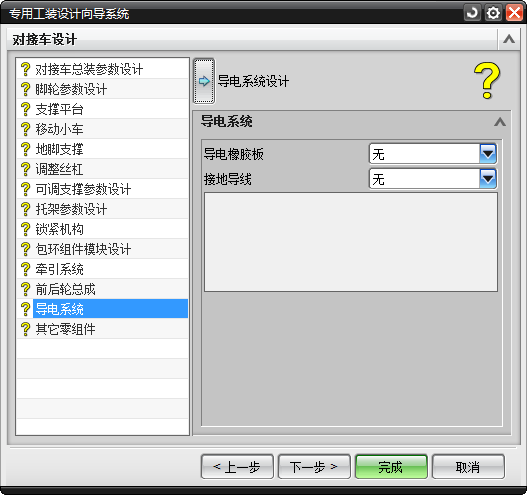 专用工装设计向导系统
对接车设计
对接车总装参数设计
脚轮参数设计
支撑平台
移动小车
地脚支撑
调整丝杠
可调支撑参数设计
托架参数设计
锁紧机构
包环组件模块设计
牵引系统
前后轮总成
导电系统
其它零组件
导电系统设计
导电系统
导电橡胶板 无
接地导线 无
< 上一步 下一步 > 完成 取消